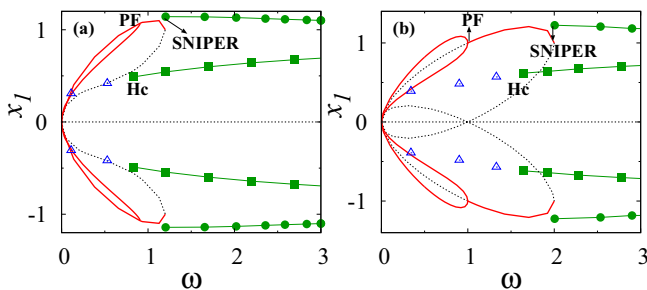 (a) PF (b) PF
SNIPER SNIPER
Hc Hc
x1
1
0
-1
0 1 2 3
ω
x1
1
0
-1
0 1 2 3
ω